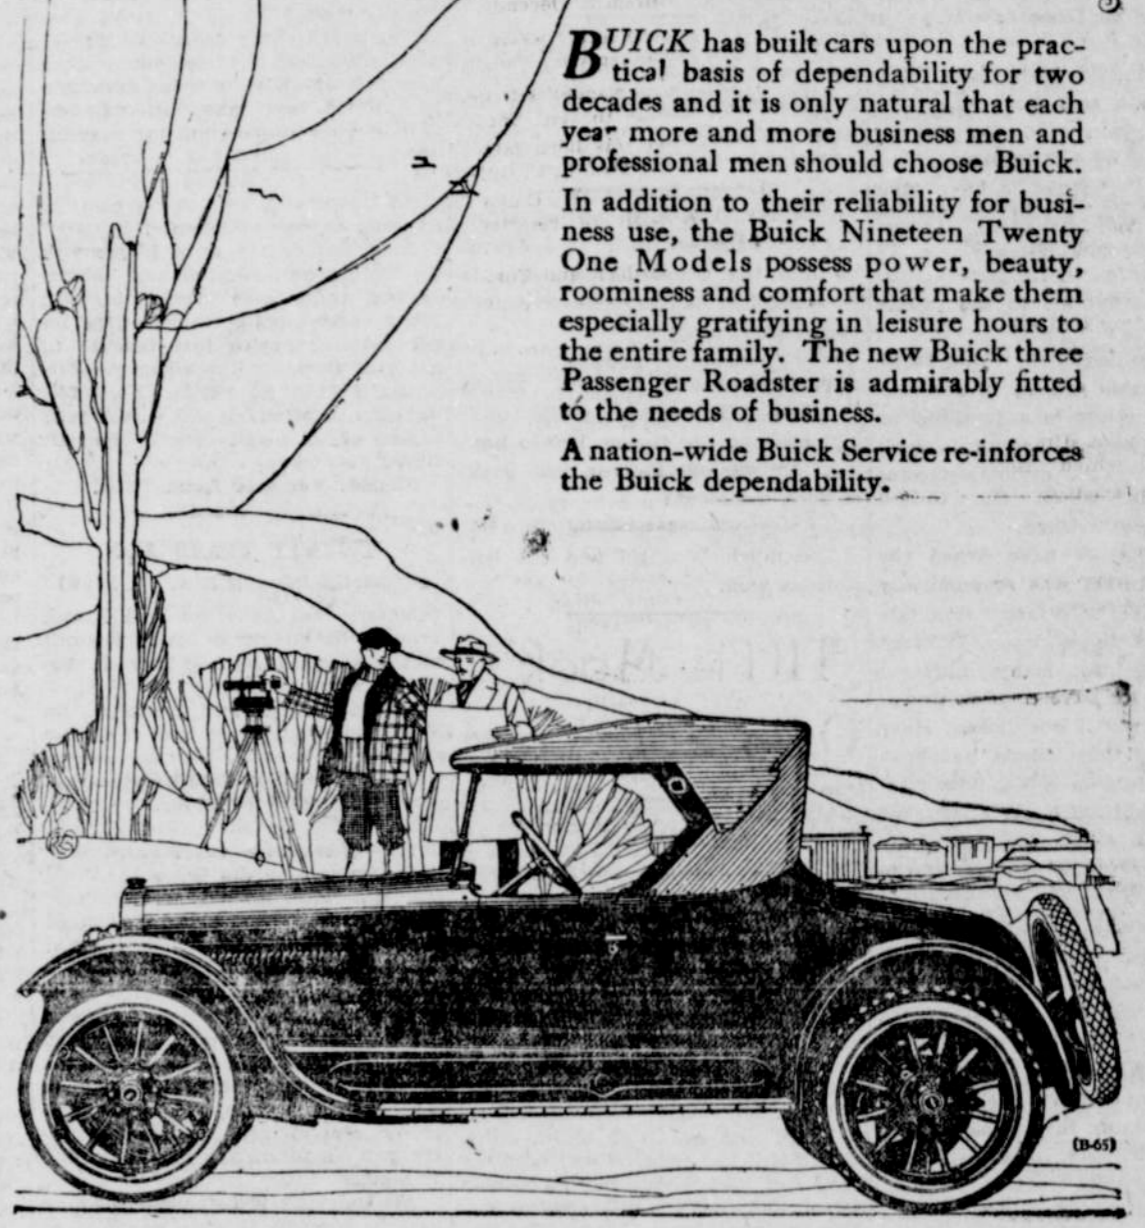 BUICK has built cars upon the prac-
tical basis of dependability for two
decades and it is only natural that each
year more and more business men and
professional men should choose Buick.
In addition to their reliability for busi-
ness use, the Buick Nineteen Twenty
One Models possess power, beauty,
roominess and comfort that make them
especially gratifying in leisure hours to
the entire family. The new Buick three
Passenger Roadster is admirably fitted
to the needs of business.
A nation-wide Buick Service re-inforces
the Buick dependability.
(B-65)